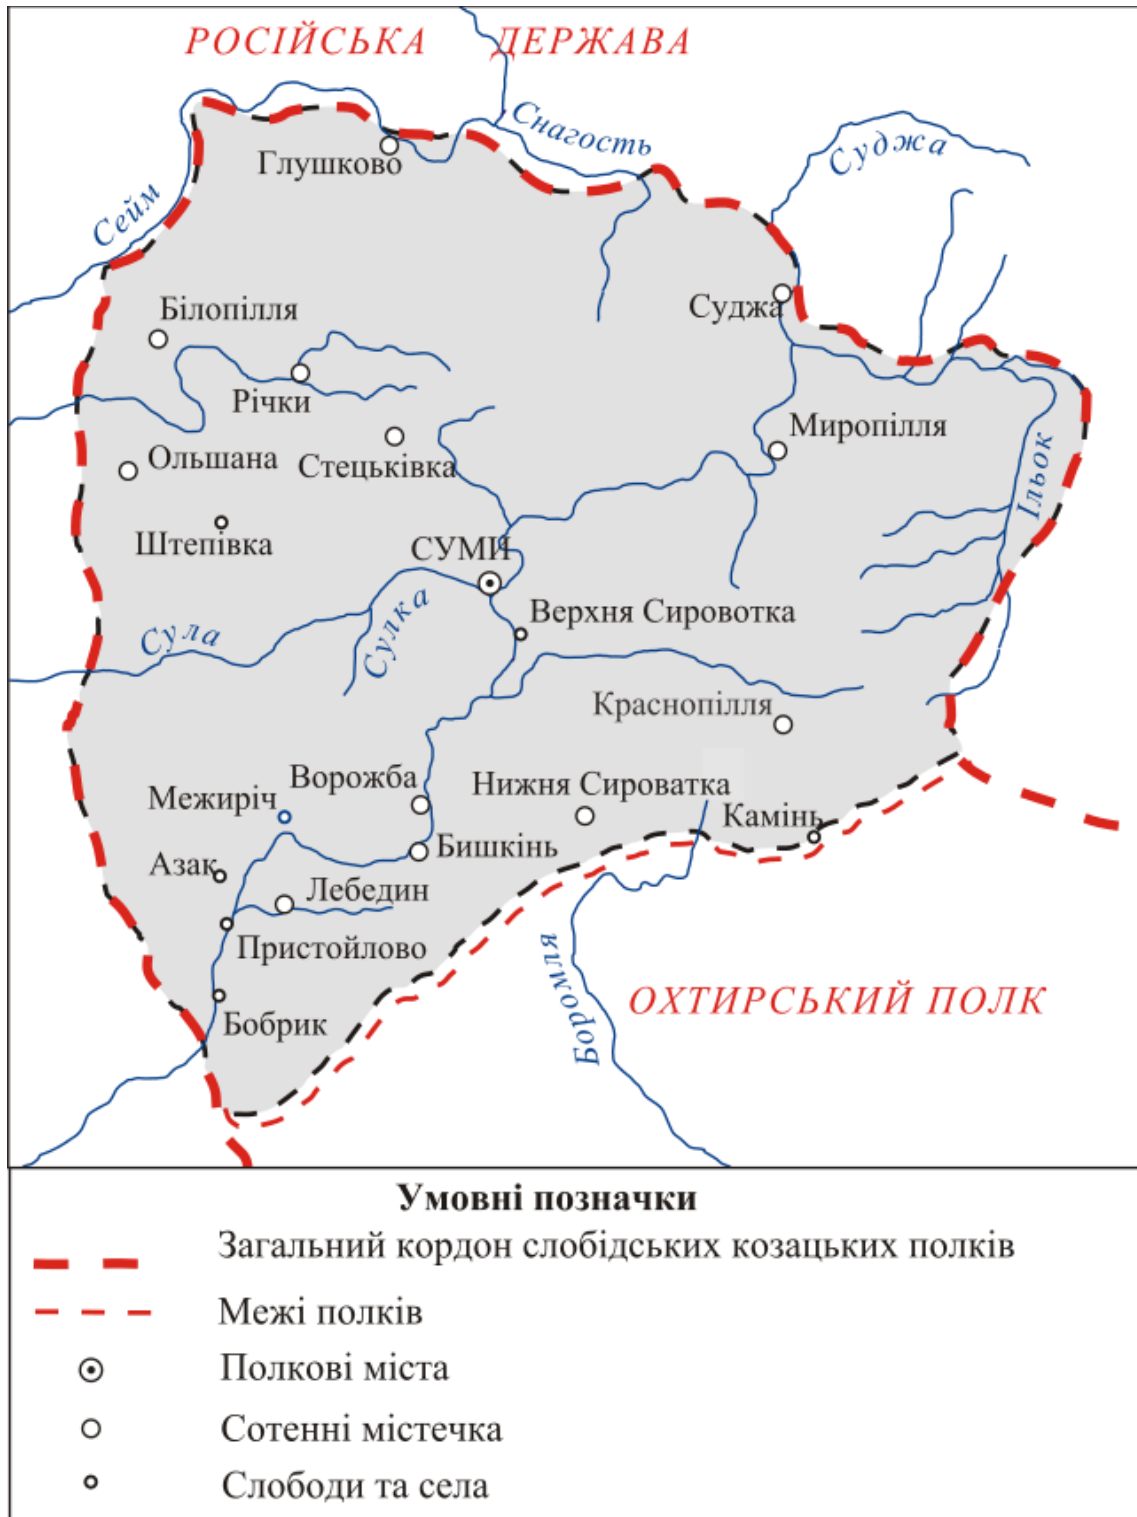 РОСІЙСЬКА ДЕРЖАВА
Снагость
Суджа
Глушково
Сейм
Суджа
Білопілля
Річки
Миропілля
Ольшана
Стецьківка
Ільок
Штепівка
СУМИ
Верхня Сировотка
Сула
Сулка
Краснопілля
Ворожба
Нижня Сироватка
Межиріч
Камінь
Бишкінь
Азак
Лебедин
Пристойлово
Боромля
ОХТИРСЬКИЙ ПОЛК
Бобрик
Умовні позначки
Загальний кордон слобідських козацьких полків
Межі полків
Полкові міста
Сотенні містечка
Слободи та села